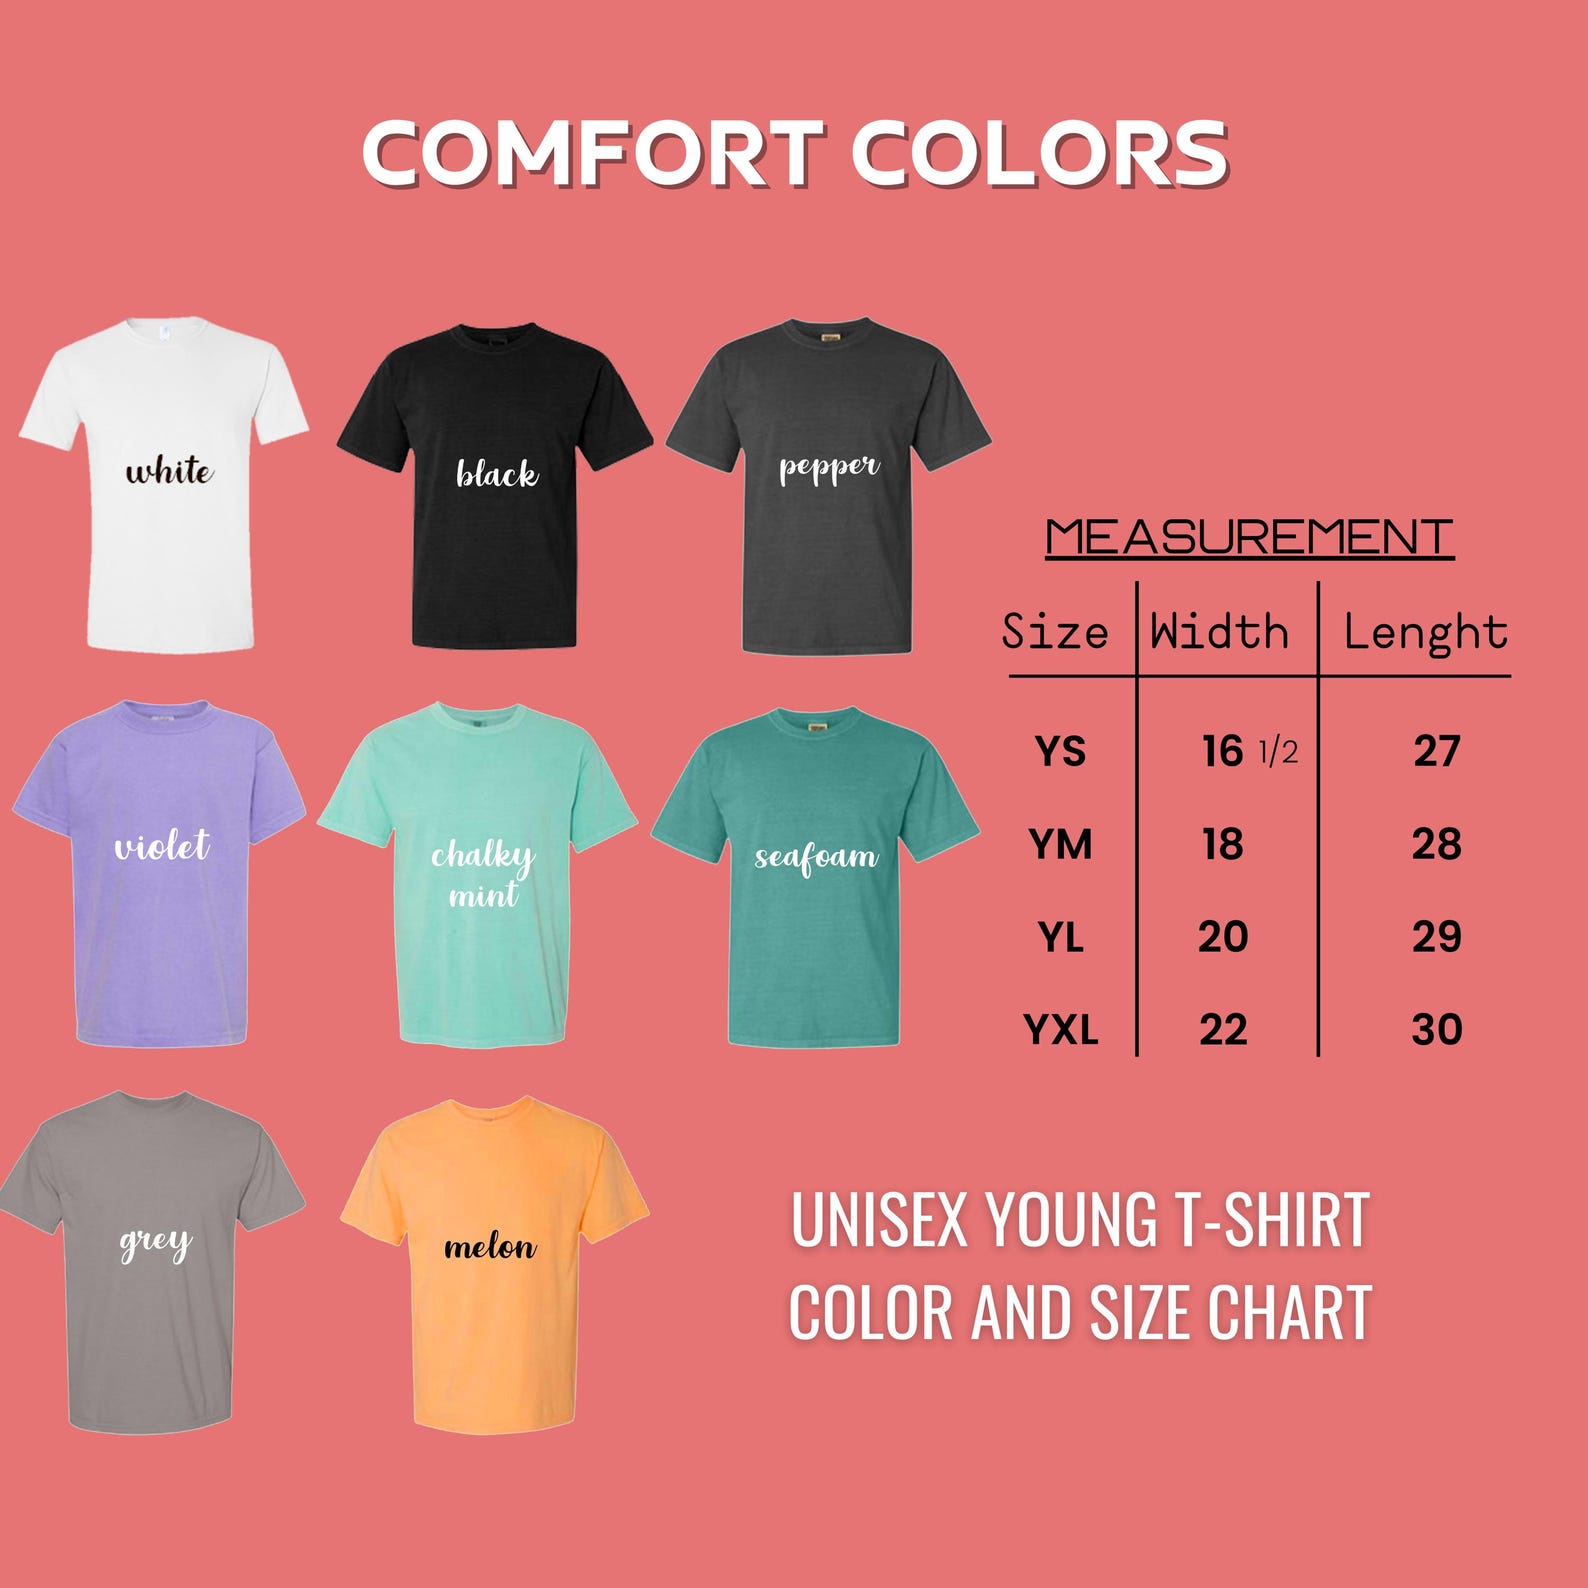 COMFORT COLORS
white
black
pepper
violet
chalky
mint
seafoam
grey
melon
MEASUREMENT
Size Width Lenght
YS 16 1/2 27
YM 18 28
YL 20 29
YXL 22 30
UNISEX YOUNG T-SHIRT
COLOR AND SIZE CHART